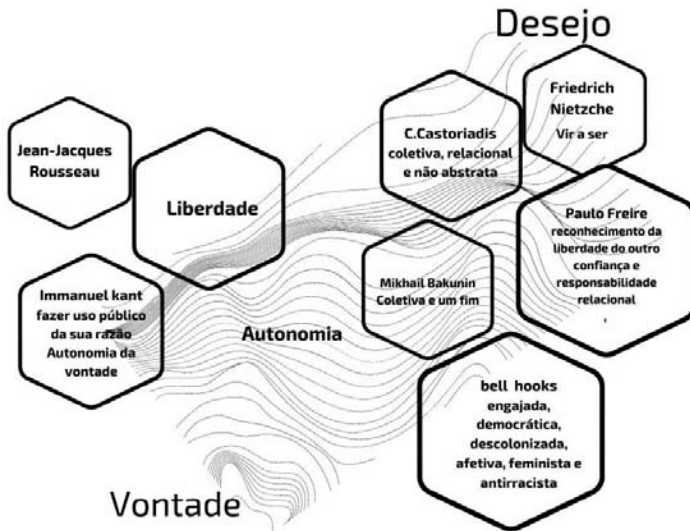 Desejo
Friedrich
Nietzche
Vir a ser
C.Castoriadis
coletiva, relacional
e não abstrata
Jean-Jacques
Rousseau
Liberdade
Paulo Freire
reconhecimento da
liberdade do outro
confiança e
responsabilidade
relacional
,
Mikhail Bakunin
Coletiva e um fim
Immanuel kant
fazer uso público
da sua razão
Autonomia da
vontade
Autonomia
bell hooks
engajada,
democrática,
descolonizada,
afetiva, feminista e
antirracista
Vontade